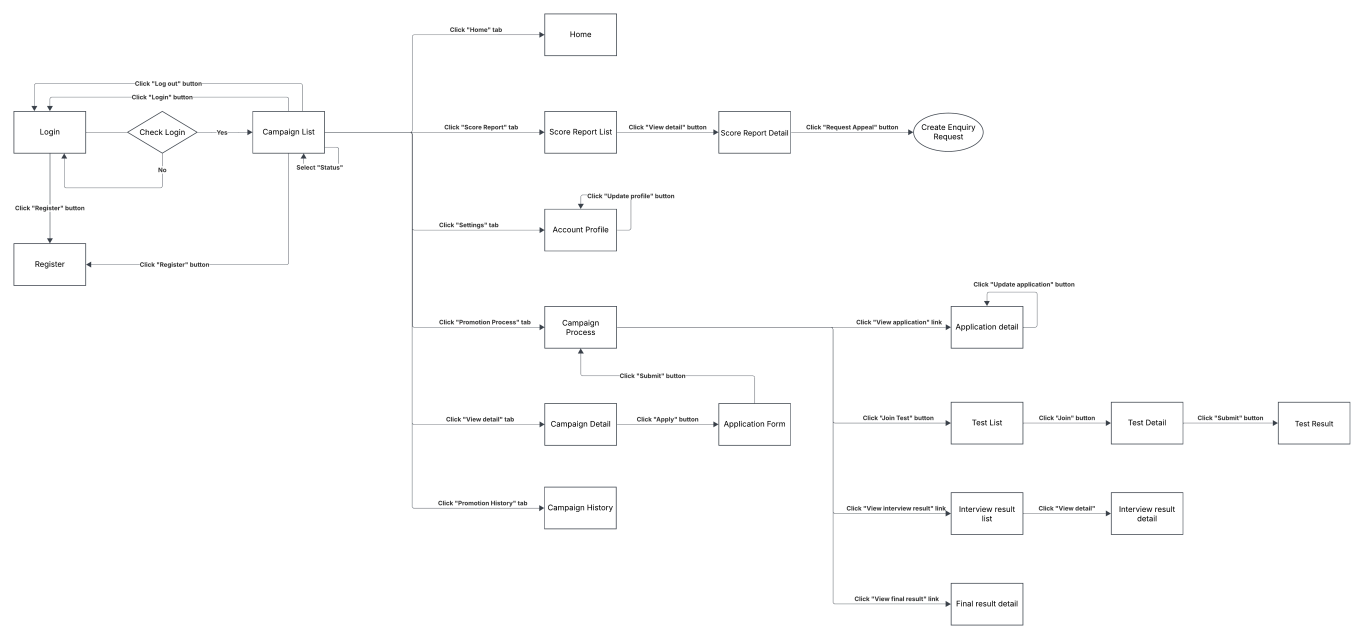 Click "Home" tab
Home
Click "Log out" button
Click "Login" button
Login
Check Login
Yes
Campaign List
Click "Score Report" tab
Score Report List
Click "View detail" button
Score Report Detail
Click "Request Appeal" button
Create Enquiry
Request
No
Select "Status"
Click "Register" button
Click "Update profile" button
Click "Settings" tab
Account Profile
Register
Click "Register" button
Click "Update application" button
Click "Promotion Process" tab
Campaign
Process
Click "View application" link
Application detail
Click "Submit" button
Click "View detail" tab
Campaign Detail
Click "Apply" button
Application Form
Click "Join Test" button
Test List
Click "Join" button
Test Detail
Click "Submit" button
Test Result
Click "Promotion History" tab
Campaign History
Click "View interview result" link
Interview result
list
Click "View detail"
Interview result
detail
Click "View final result" link
Final result detail